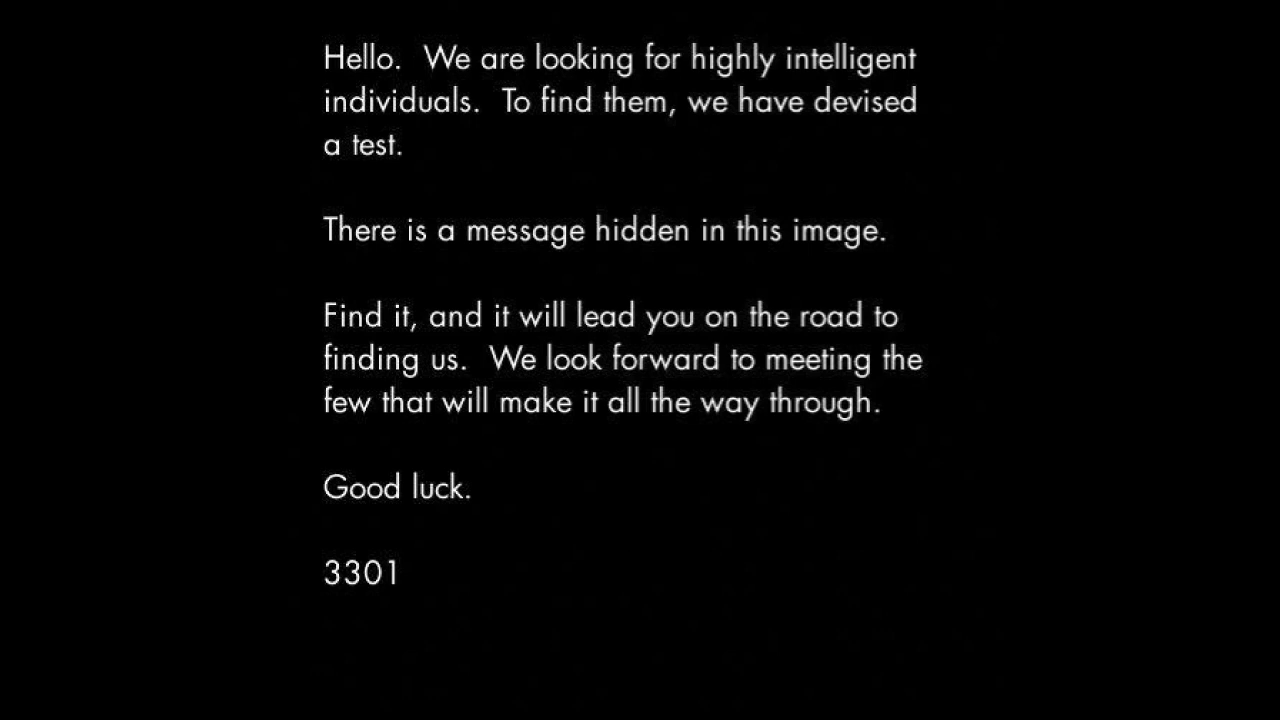 Hello.  We are looking for highly intelligent
individuals.  To find them, we have devised
a test.
There is a message hidden in this image.
Find it, and it will lead you on the road to
finding us.  We look forward to meeting the
few that will make it all the way through.
Good luck.
3301